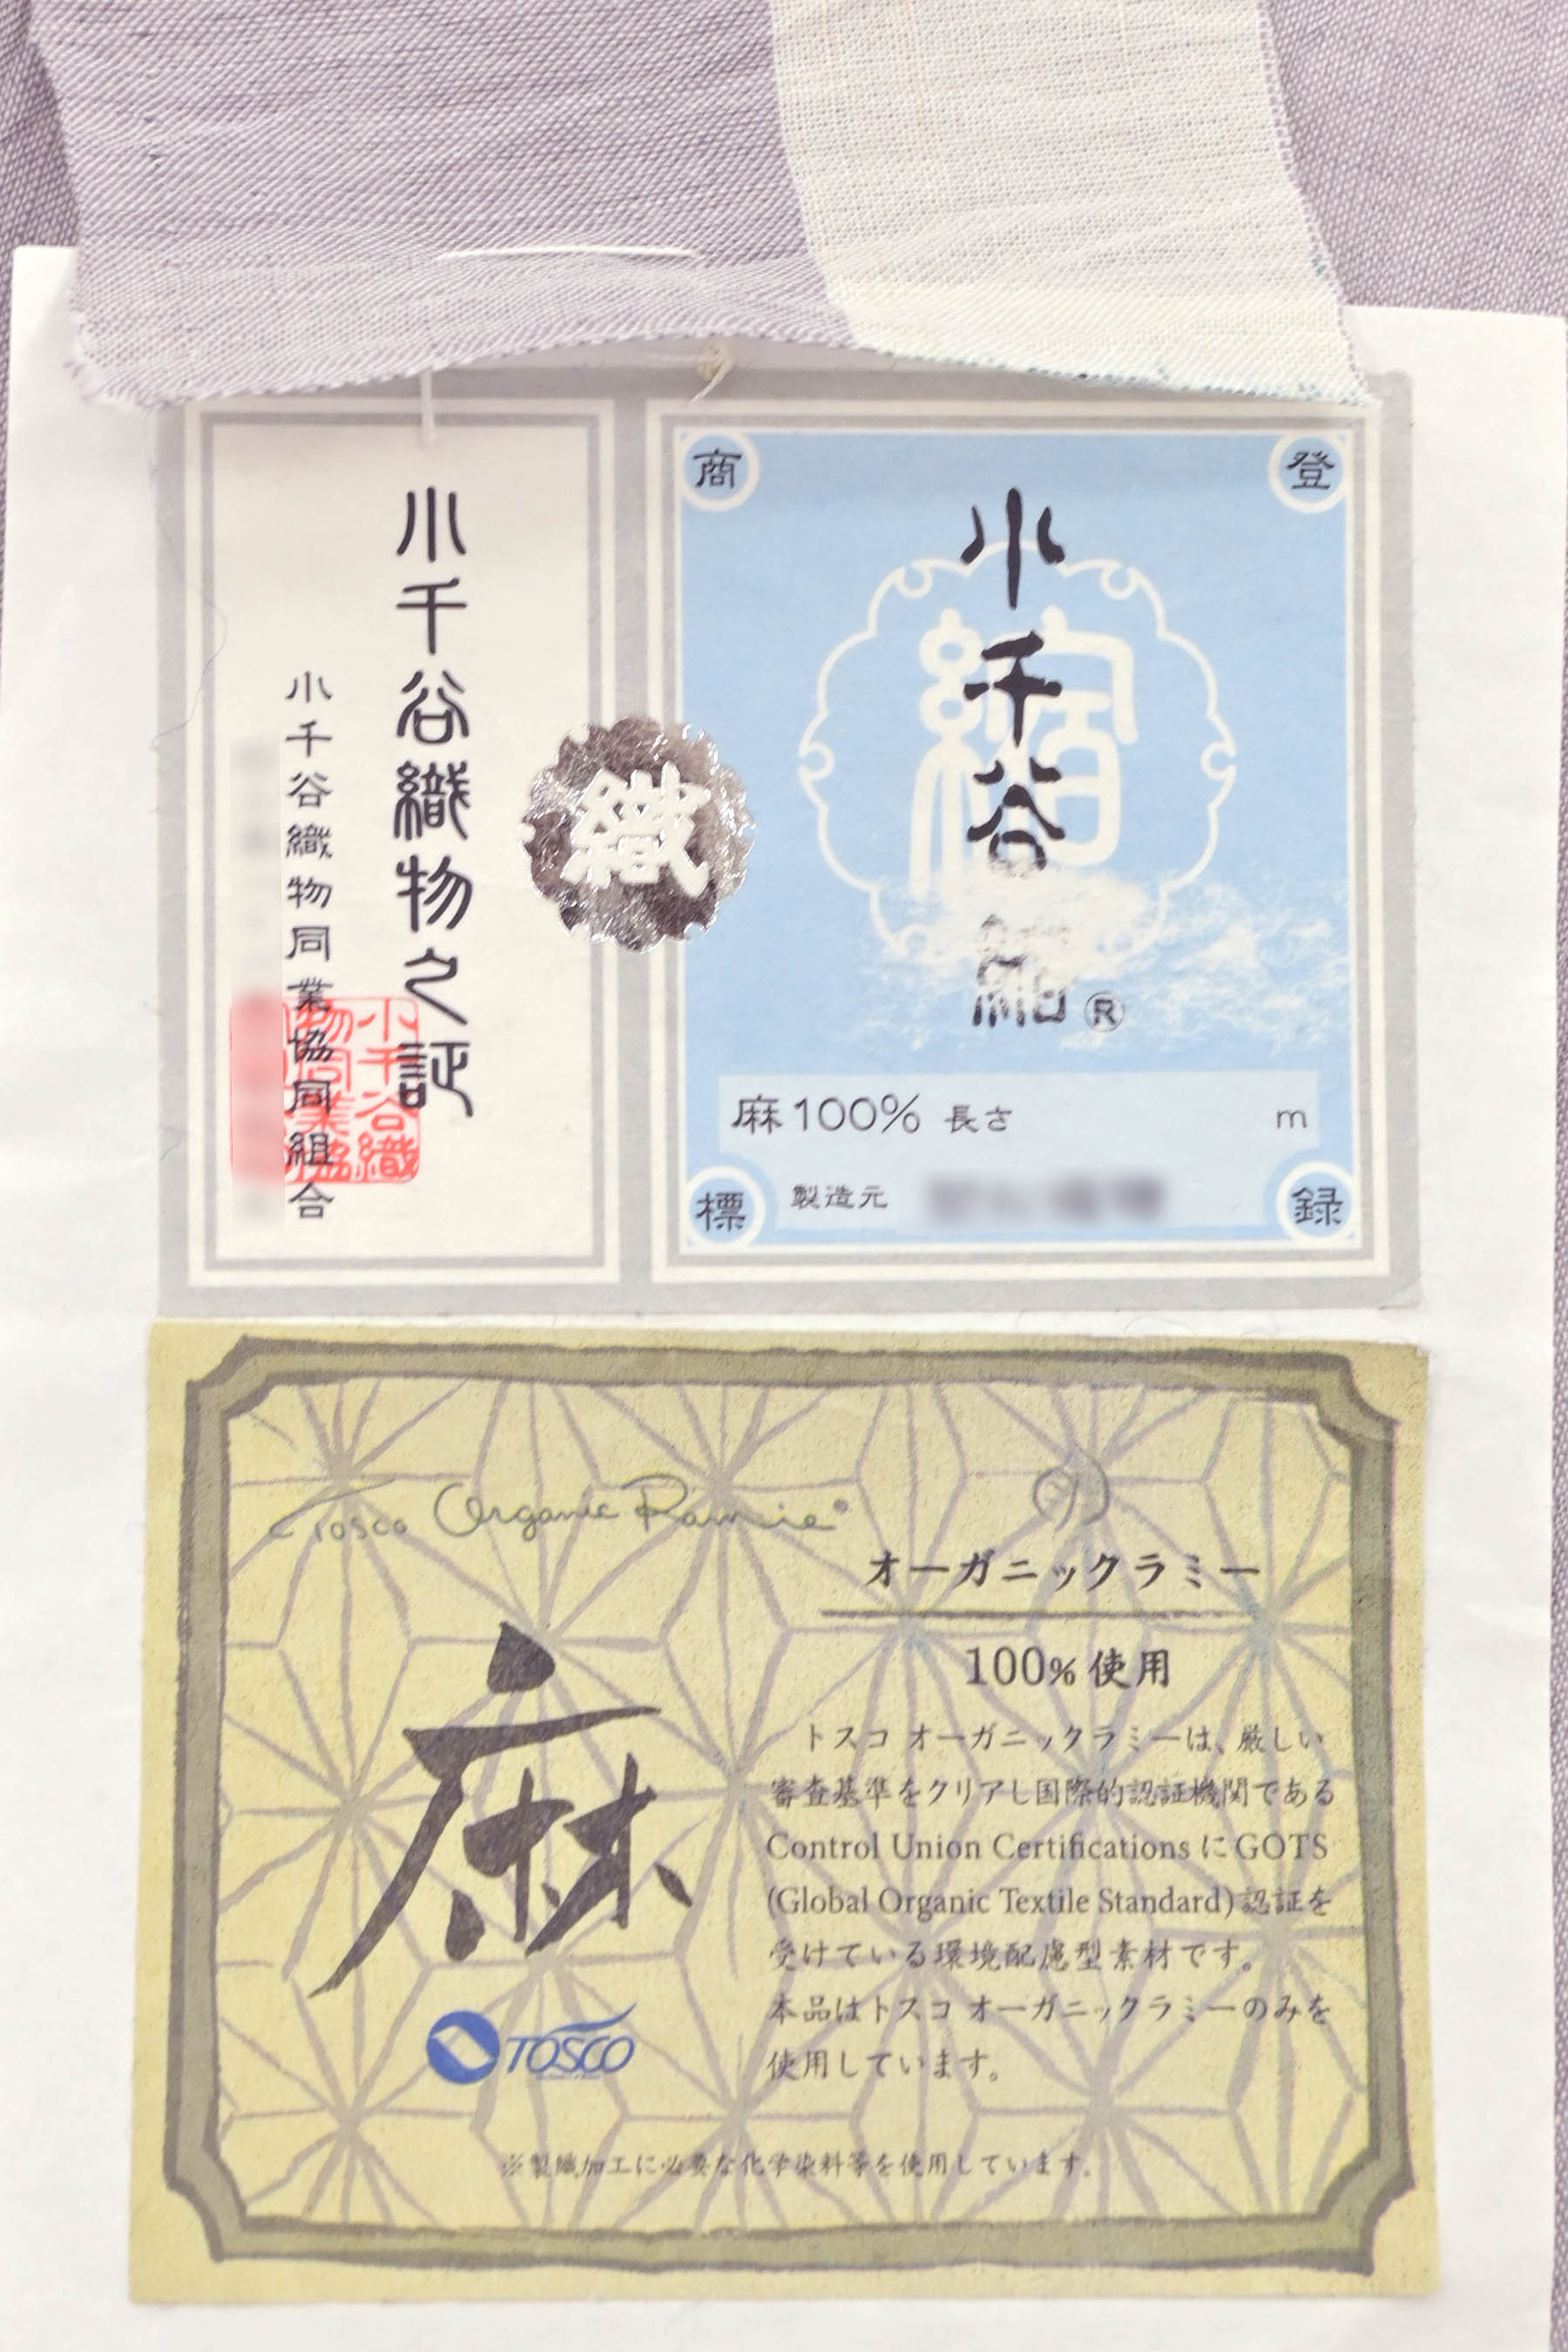 登
録
商
標
小千谷縮®
縮
麻100% 長さ m
製造元
織
小千谷織物之証
小千谷織物同業協同組合
Tosco Organic Ramie®
麻
TOSCO
オーガニックラミー
100%使用
トスコ オーガニックラミーは、厳しい
審査基準をクリアし国際的認証機関である
Control Union Certifications に GOTS
(Global Organic Textile Standard)認証を
受けている環境配慮型素材です。
本品はトスコ オーガニックラミーのみを
使用しています。
※製織加工に必要な化学染料等を使用しています。